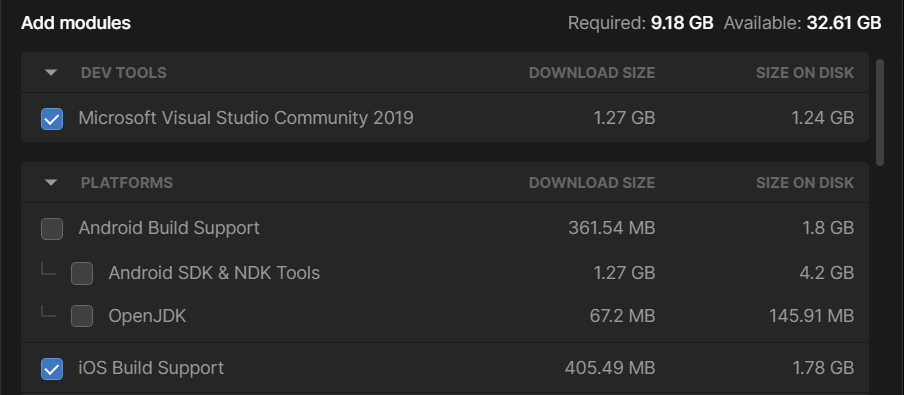 Add modules Required: 9.18 GB Available: 32.61 GB
DEV TOOLS DOWNLOAD SIZE SIZE ON DISK
Microsoft Visual Studio Community 2019 1.27 GB 1.24 GB
PLATFORMS DOWNLOAD SIZE SIZE ON DISK
Android Build Support 361.54 MB 1.8 GB
Android SDK & NDK Tools 1.27 GB 4.2 GB
OpenJDK 67.2 MB 145.91 MB
iOS Build Support 405.49 MB 1.78 GB